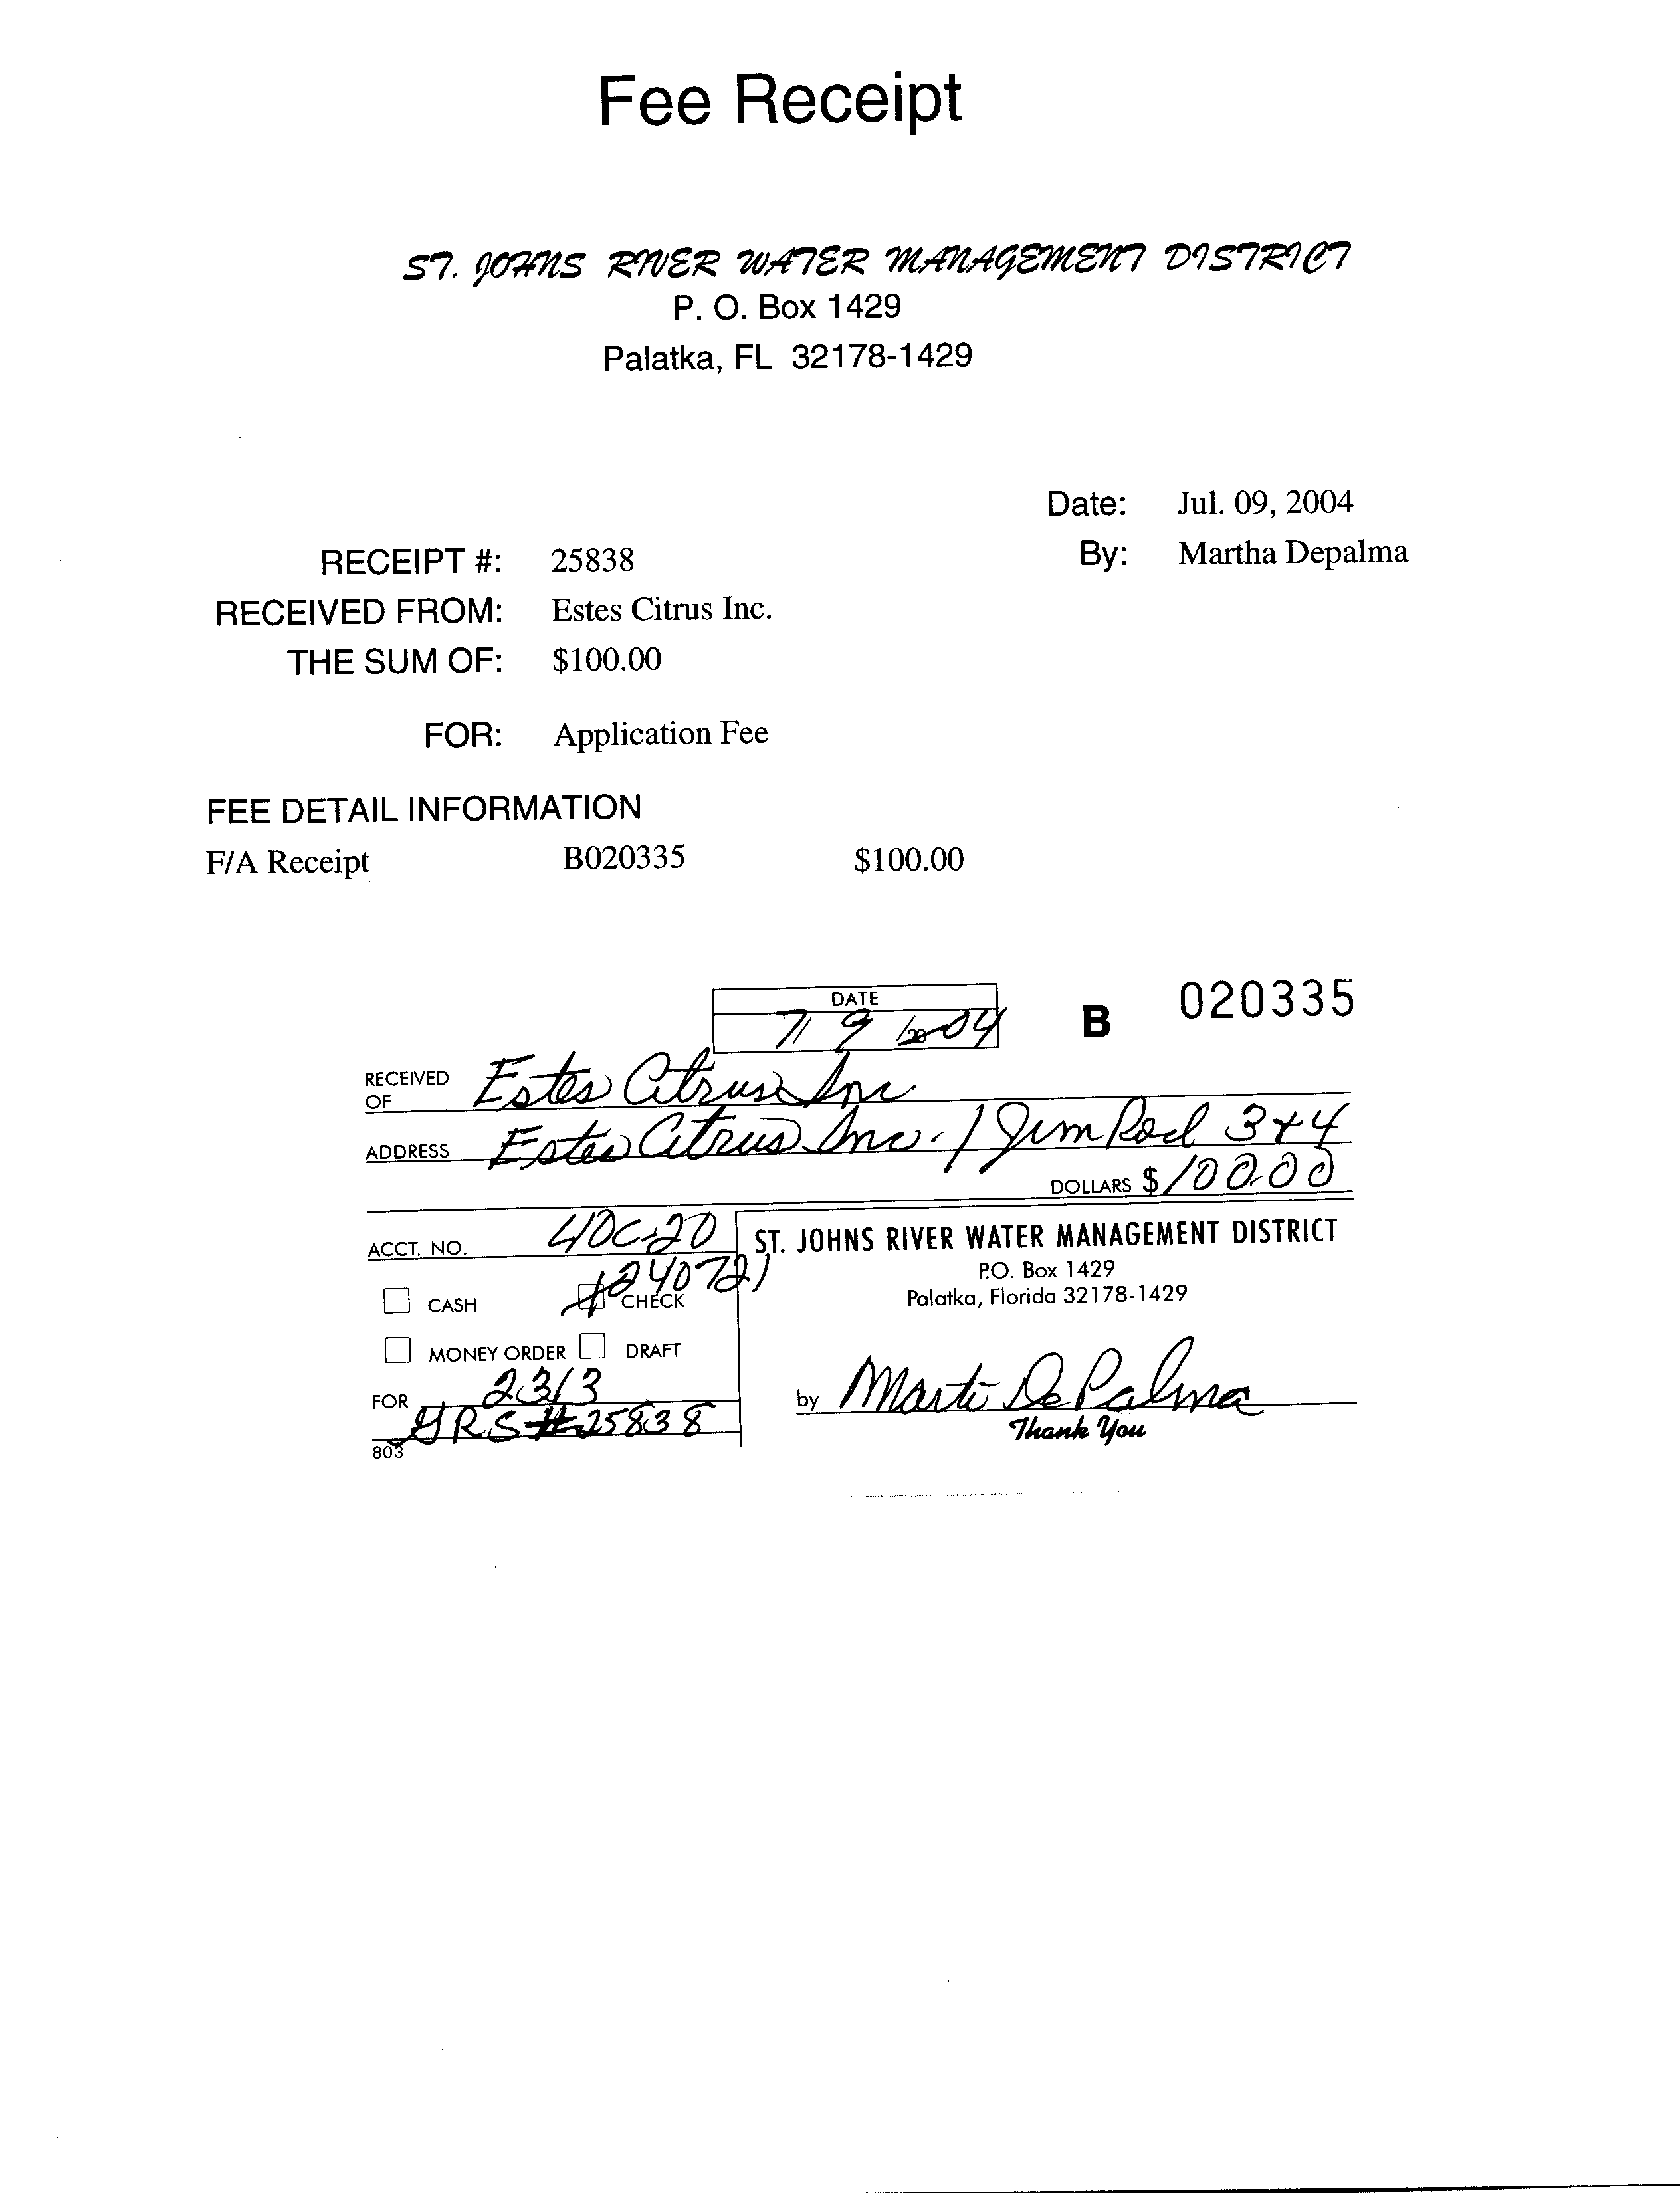 Fee Receipt
ST. JOHNS RIVER WATER MANAGEMENT DISTRICT
P. O. Box 1429
Palatka, FL 32178-1429
Date: Jul. 09, 2004
By: Martha Depalma
RECEIPT #: 25838
RECEIVED FROM: Estes Citrus Inc.
THE SUM OF: $100.00
FOR: Application Fee
FEE DETAIL INFORMATION
F/A Receipt B020335 $100.00
DATE
7/ 9 /2004
B 020335
RECEIVED OF Estes Citrus Inc
ADDRESS Estes Citrus Inc. / Jim Rod 3+4
DOLLARS $ 100.00
ACCT. NO. 40C-20
#240721
CASH CHECK
MONEY ORDER DRAFT
FOR 2313
GRS #25838
803
ST. JOHNS RIVER WATER MANAGEMENT DISTRICT
P.O. Box 1429
Palatka, Florida 32178-1429
by Marti DePalma
Thank You